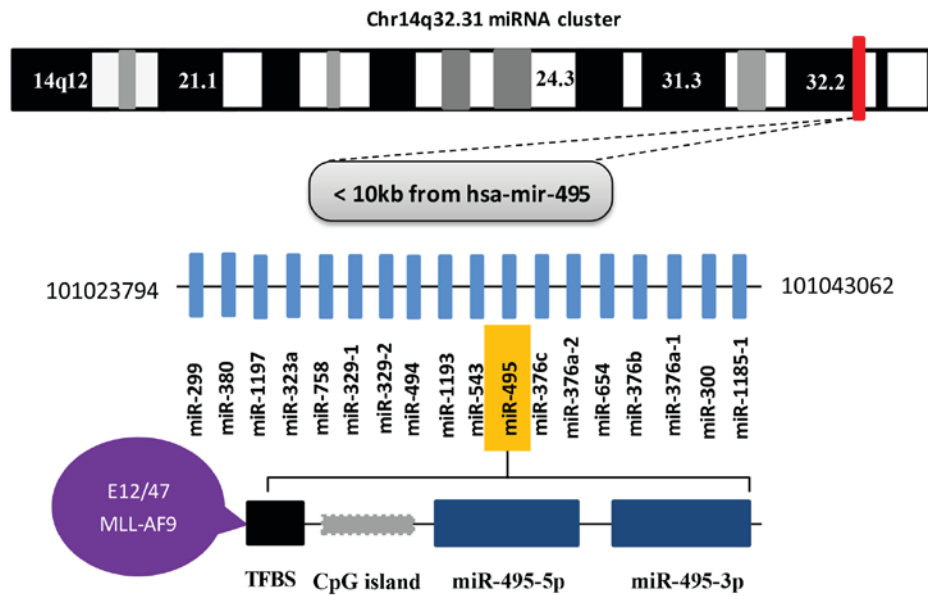 Chr14q32.31 miRNA cluster
14q12 21.1 24.3 31.3 32.2
< 10kb from hsa-mir-495
101023794 101043062
miR-299
miR-380
miR-1197
miR-323a
miR-758
miR-329-1
miR-329-2
miR-494
miR-1193
miR-543
miR-495
miR-376c
miR-376a-2
miR-654
miR-376b
miR-376a-1
miR-300
miR-1185-1
E12/47
MLL-AF9
TFBS CpG island miR-495-5p miR-495-3p